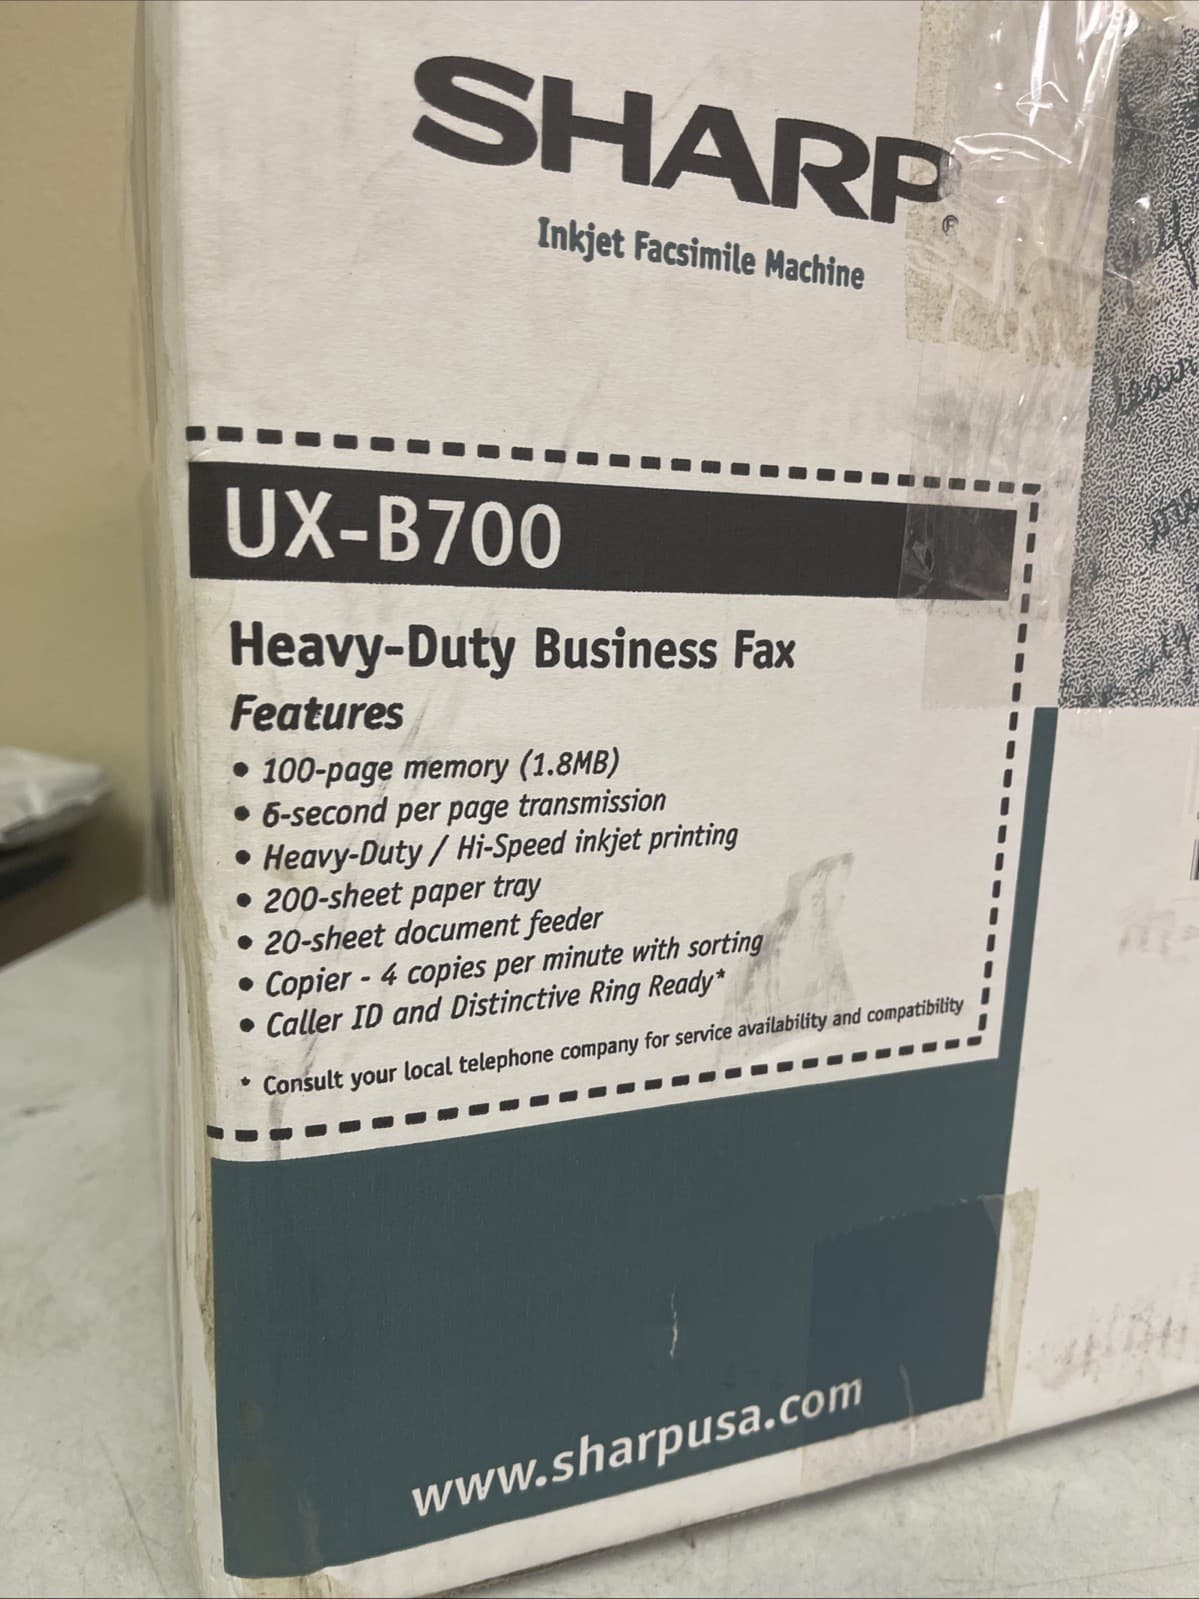 SHARP®
Inkjet Facsimile Machine
UX-B700
Heavy-Duty Business Fax
Features
• 100-page memory (1.8MB)
• 6-second per page transmission
• Heavy-Duty / Hi-Speed inkjet printing
• 200-sheet paper tray
• 20-sheet document feeder
• Copier - 4 copies per minute with sorting
• Caller ID and Distinctive Ring Ready*
* Consult your local telephone company for service availability and compatibility
www.sharpusa.com